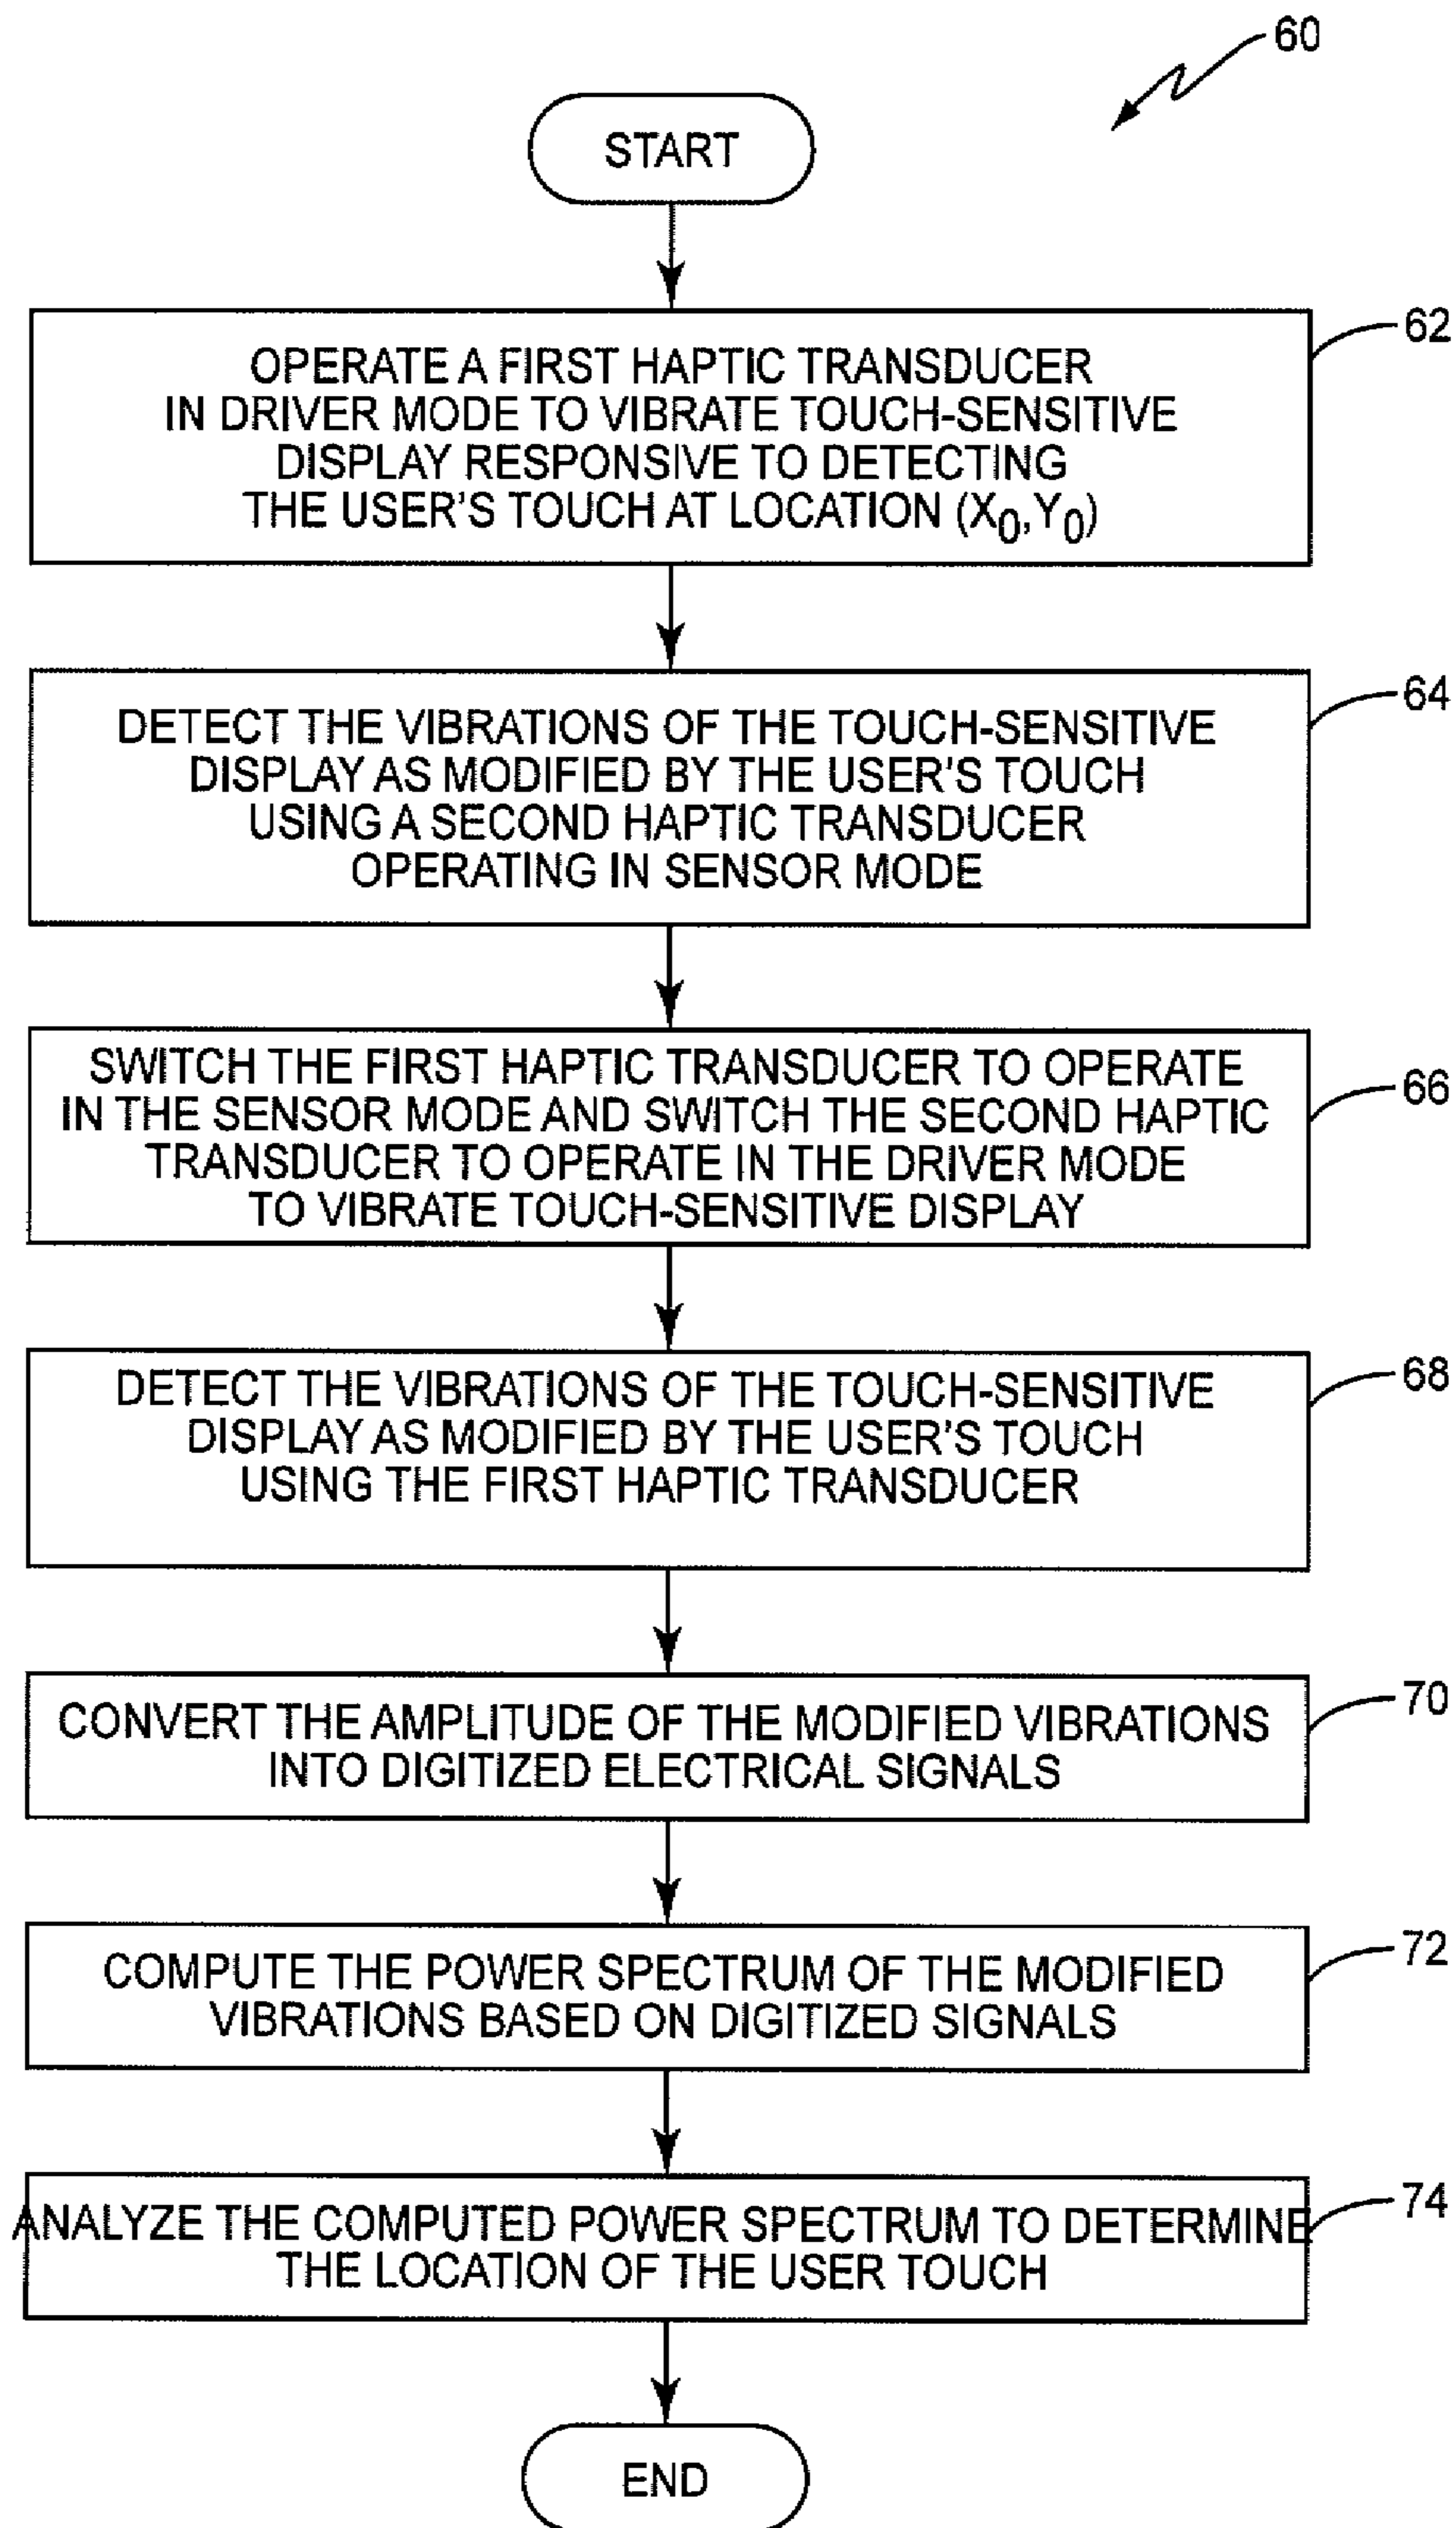 60
START
62
OPERATE A FIRST HAPTIC TRANSDUCER
IN DRIVER MODE TO VIBRATE TOUCH-SENSITIVE
DISPLAY RESPONSIVE TO DETECTING
THE USER'S TOUCH AT LOCATION (X0,Y0)
64
DETECT THE VIBRATIONS OF THE TOUCH-SENSITIVE
DISPLAY AS MODIFIED BY THE USER'S TOUCH
USING A SECOND HAPTIC TRANSDUCER
OPERATING IN SENSOR MODE
66
SWITCH THE FIRST HAPTIC TRANSDUCER TO OPERATE
IN THE SENSOR MODE AND SWITCH THE SECOND HAPTIC
TRANSDUCER TO OPERATE IN THE DRIVER MODE
TO VIBRATE TOUCH-SENSITIVE DISPLAY
68
DETECT THE VIBRATIONS OF THE TOUCH-SENSITIVE
DISPLAY AS MODIFIED BY THE USER'S TOUCH
USING THE FIRST HAPTIC TRANSDUCER
70
CONVERT THE AMPLITUDE OF THE MODIFIED VIBRATIONS
INTO DIGITIZED ELECTRICAL SIGNALS
72
COMPUTE THE POWER SPECTRUM OF THE MODIFIED
VIBRATIONS BASED ON DIGITIZED SIGNALS
74
ANALYZE THE COMPUTED POWER SPECTRUM TO DETERMINE
THE LOCATION OF THE USER TOUCH
END